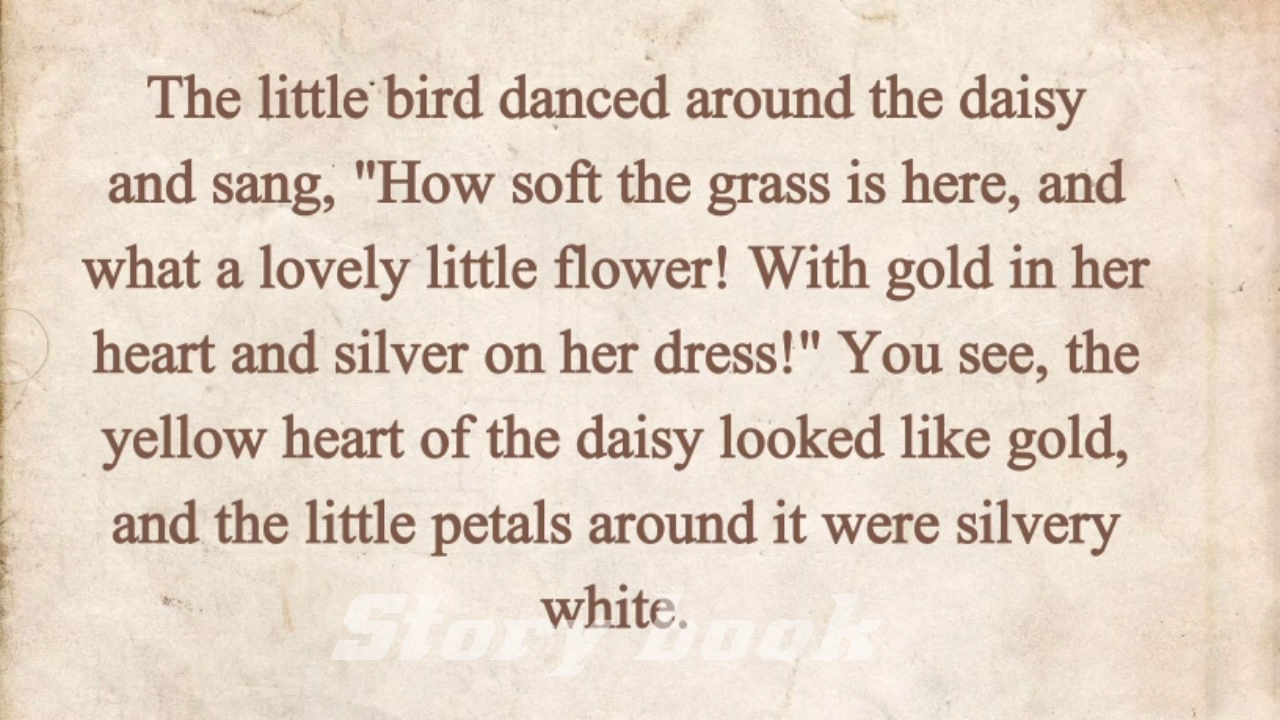 The little bird danced around the daisy
and sang, "How soft the grass is here, and
what a lovely little flower! With gold in her
heart and silver on her dress!" You see, the
yellow heart of the daisy looked like gold,
and the little petals around it were silvery
white.
Story book